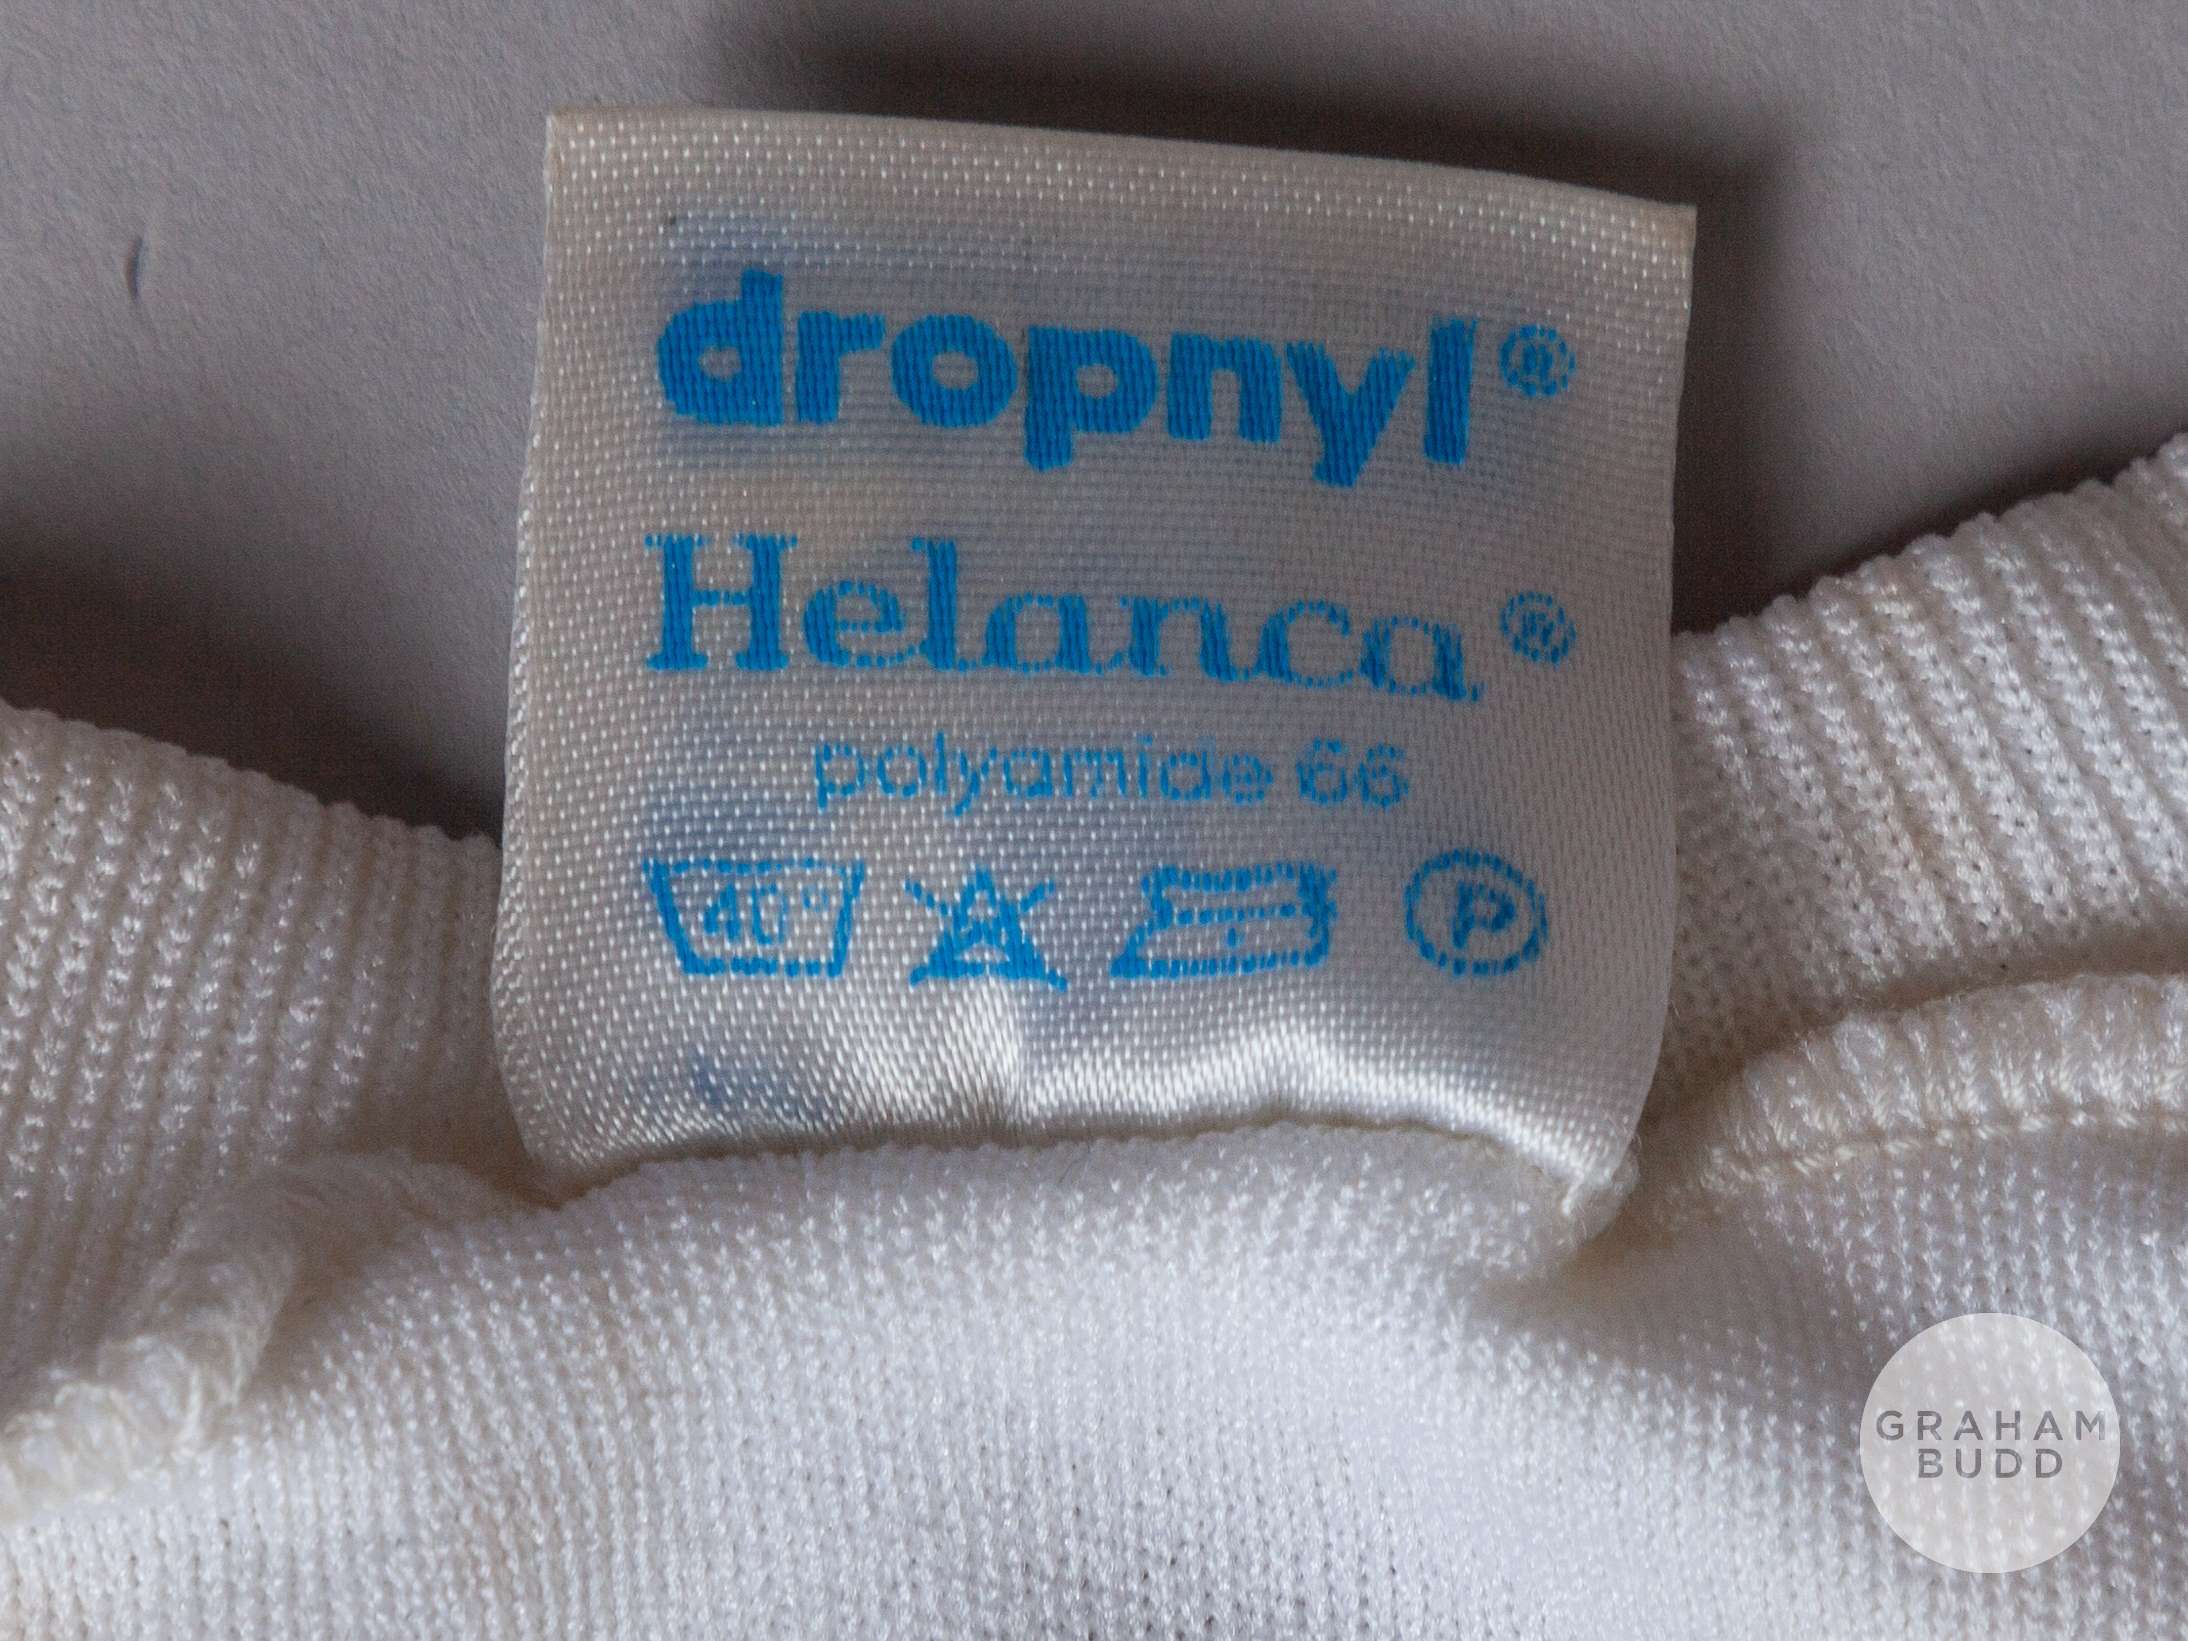 dropnyl®
Helanca®
polyamide 66
40° P
GRAHAM
BUDD